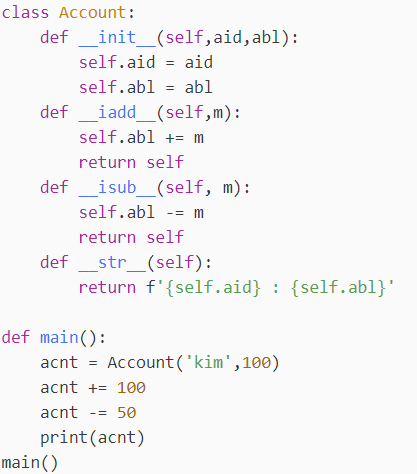 class Account:
    def __init__(self,aid,abl):
        self.aid = aid
        self.abl = abl
    def __iadd__(self,m):
        self.abl += m
        return self
    def __isub__(self, m):
        self.abl -= m
        return self
    def __str__(self):
        return f'{self.aid} : {self.abl}'

def main():
    acnt = Account('kim',100)
    acnt += 100
    acnt -= 50
    print(acnt)
main()